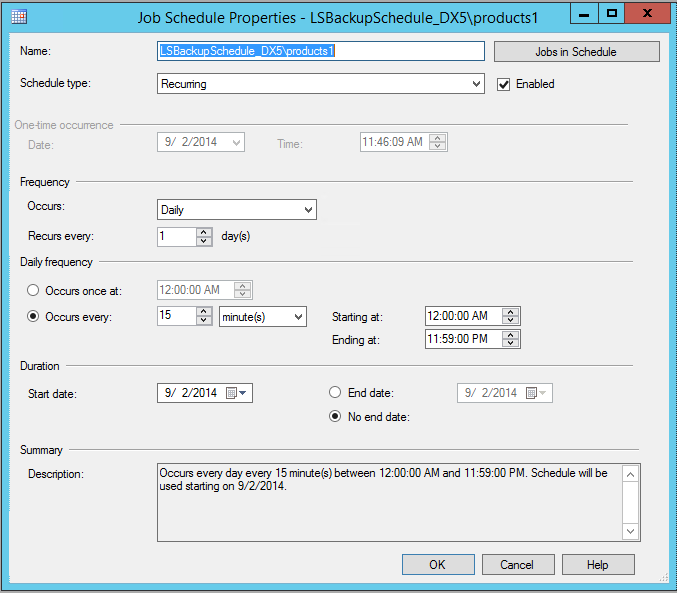 Job Schedule Properties - LSBackupSchedule_DX5\products1
Name: LSBackupSchedule_DX5\products1 Jobs in Schedule
Schedule type: Recurring Enabled
One-time occurrence
Date: 9/ 2/2014 Time: 11:46:09 AM
Frequency
Occurs: Daily
Recurs every: 1 day(s)
Daily frequency
Occurs once at: 12:00:00 AM
Occurs every: 15 minute(s) Starting at: 12:00:00 AM
Ending at: 11:59:00 PM
Duration
Start date: 9/ 2/2014 End date: 9/ 2/2014
No end date:
Summary
Description: Occurs every day every 15 minute(s) between 12:00:00 AM and 11:59:00 PM. Schedule will be
used starting on 9/2/2014.
OK Cancel Help